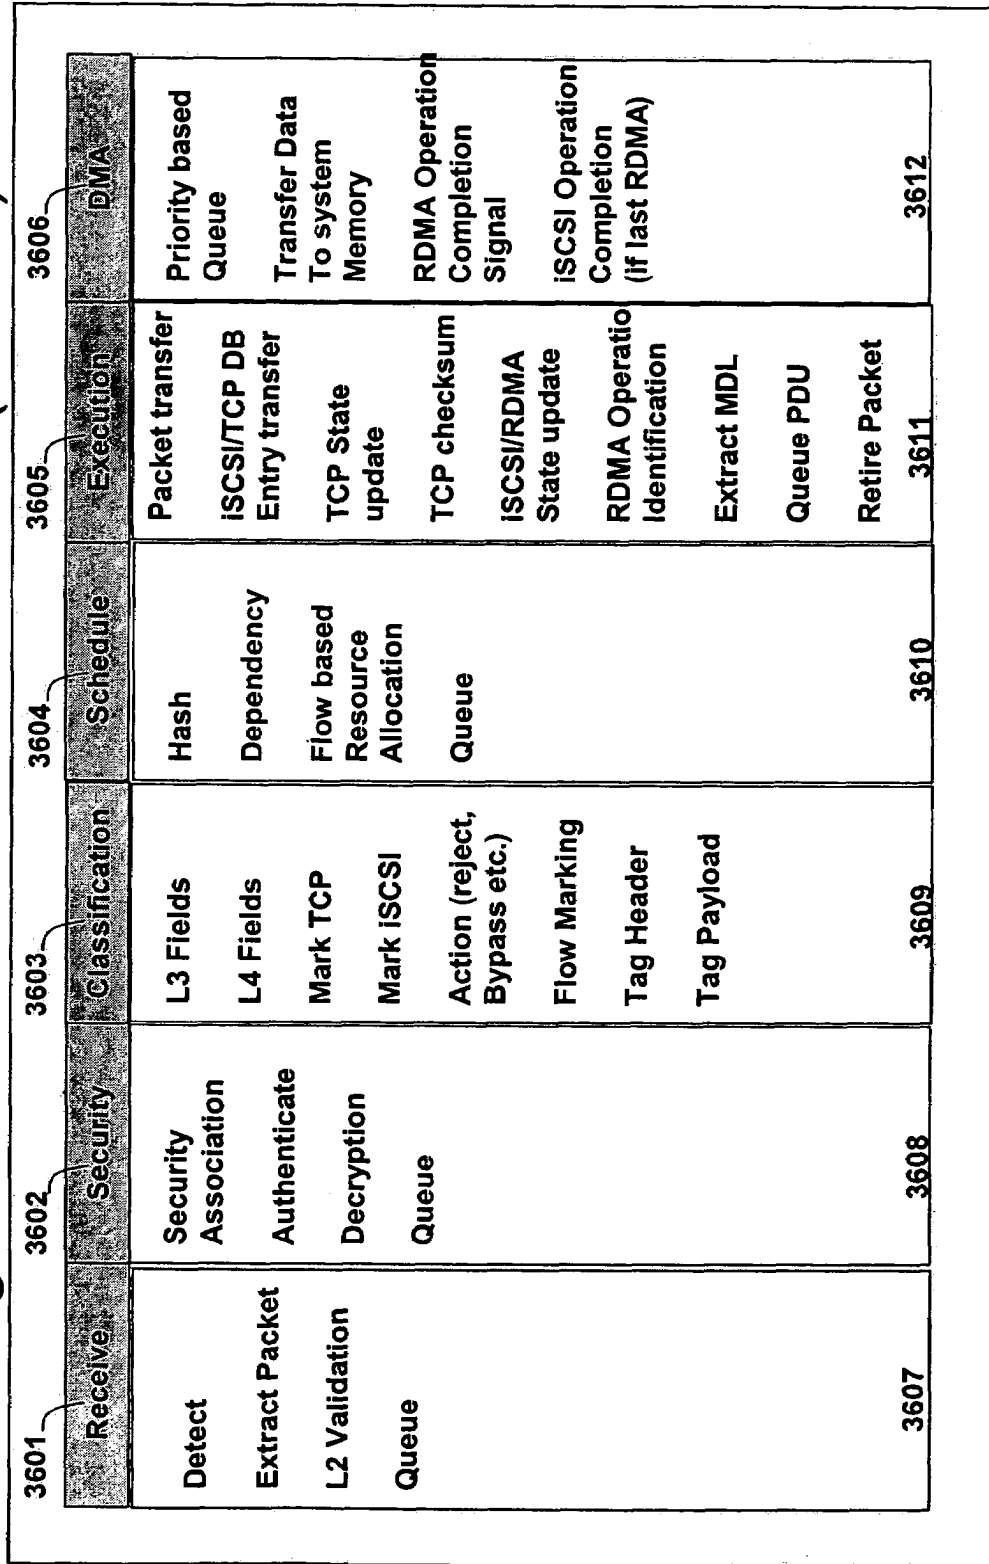 3601
Receive
Detect
Extract Packet
L2 Validation
Queue
3607
3602
Security
Security
Association
Authenticate
Decryption
Queue
3608
3603
Classification
L3 Fields
L4 Fields
Mark TCP
Mark iSCSI
Action (reject,
Bypass etc.)
Flow Marking
Tag Header
Tag Payload
3609
3604
Schedule
Hash
Dependency
Flow based
Resource
Allocation
Queue
3610
3605
Execution
Packet transfer
iSCSI/TCP DB
Entry transfer
TCP State
update
TCP checksum
iSCSI/RDMA
State update
RDMA Operatio
Identification
Extract MDL
Queue PDU
Retire Packet
3611
3606
DMA
Priority based
Queue
Transfer Data
To system
Memory
RDMA Operation
Completion
Signal
iSCSI Operation
Completion
(if last RDMA)
3612